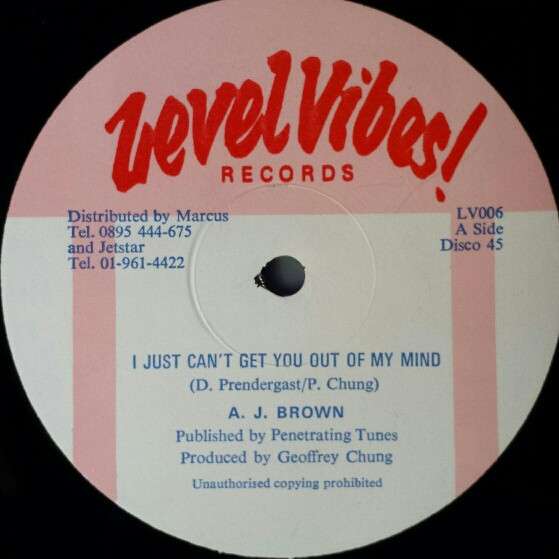 Level Vibes!
RECORDS
Distributed by Marcus
Tel. 0895 444-675
and Jetstar
Tel. 01-961-4422
LV006
A Side
Disco 45
I JUST CAN'T GET YOU OUT OF MY MIND
(D. Prendergast/P. Chung)
A. J. BROWN
Published by Penetrating Tunes
Produced by Geoffrey Chung
Unauthorised copying prohibited